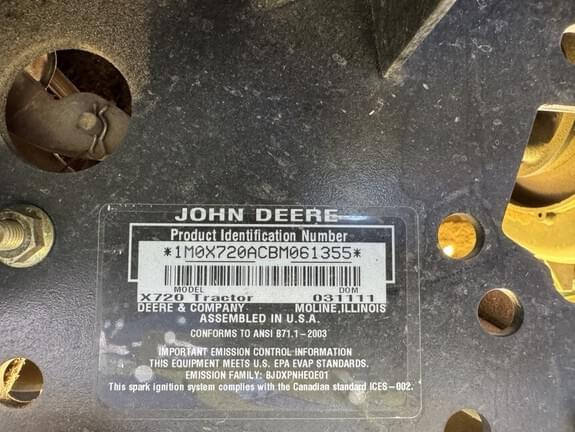 JOHN DEERE
Product Identification Number
*1M0X720ACBM061355*
MODEL DOM
X720 Tractor 031111
DEERE & COMPANY MOLINE,ILLINOIS
ASSEMBLED IN U.S.A.
CONFORMS TO ANSI B71.1-2003
IMPORTANT EMISSION CONTROL INFORMATION
THIS EQUIPMENT MEETS U.S. EPA EVAP STANDARDS.
EMISSION FAMILY: BJDXPNHEQE01
This spark ignition system complies with the Canadian standard ICES-002.